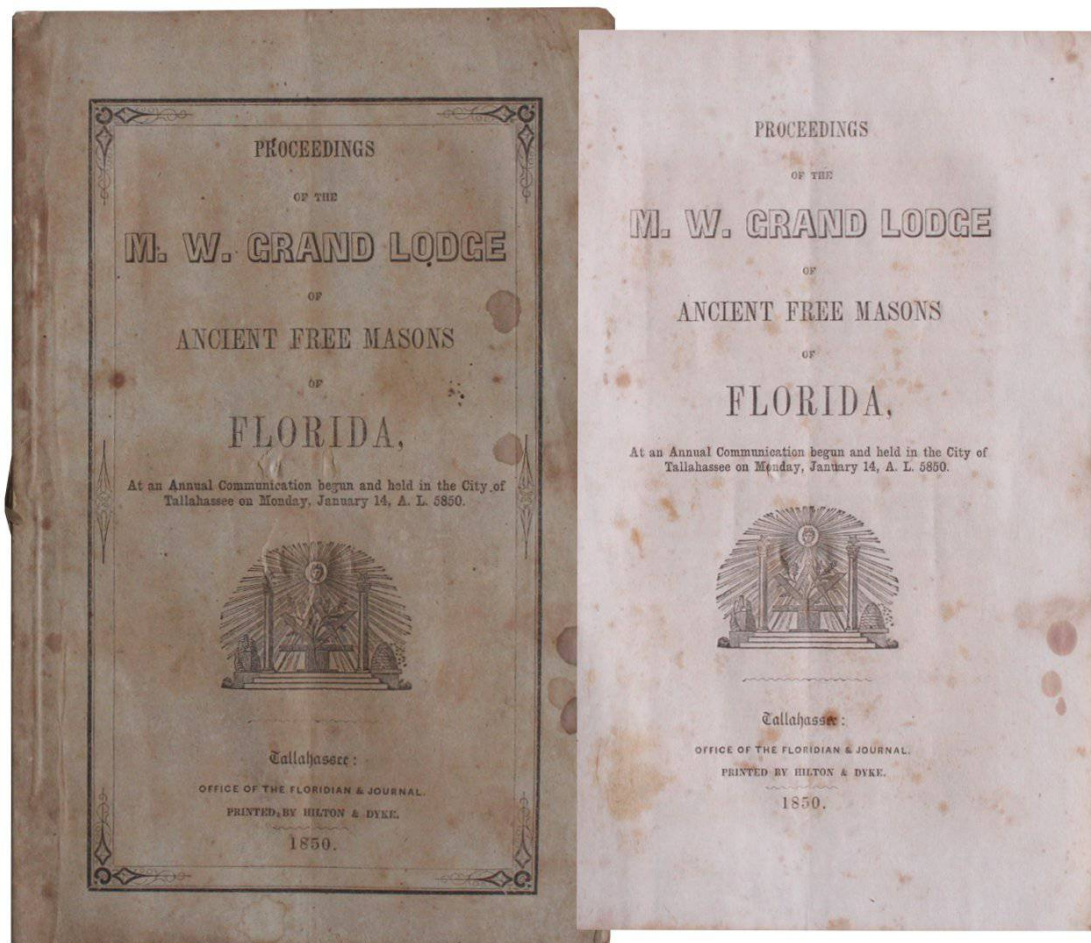 PROCEEDINGS
OF THE
M. W. GRAND LODGE
OF
ANCIENT FREE MASONS
OF
FLORIDA,
At an Annual Communication begun and held in the City of
Tallahassee on Monday, January 14, A. L. 5850.
Tallahassee:
OFFICE OF THE FLORIDIAN & JOURNAL.
PRINTED BY HILTON & DYKE.
1850.
PROCEEDINGS
OF THE
M. W. GRAND LODGE
OF
ANCIENT FREE MASONS
OF
FLORIDA,
At an Annual Communication begun and held in the City of
Tallahassee on Monday, January 14, A. L. 5850.
Tallahassee:
OFFICE OF THE FLORIDIAN & JOURNAL.
PRINTED BY HILTON & DYKE.
1850.